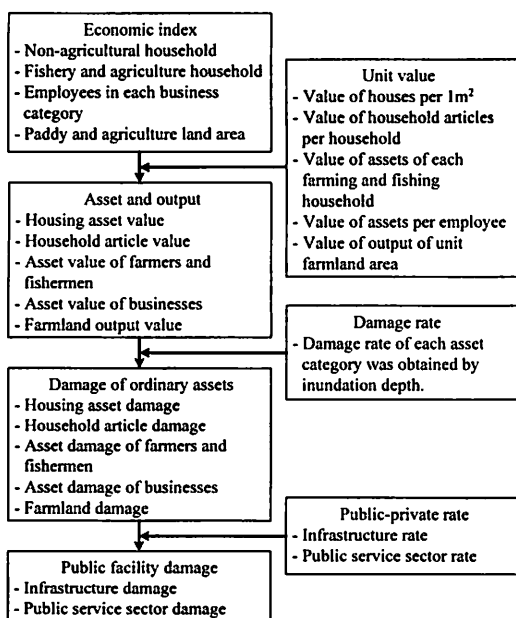 Economic index
- Non-agricultural household
- Fishery and agriculture household
- Employees in each business
category
- Paddy and agriculture land area
Unit value
- Value of houses per 1m²
- Value of household articles
per household
- Value of assets of each
farming and fishing
household
- Value of assets per employee
- Value of output of unit
farmland area
Asset and output
- Housing asset value
- Household article value
- Asset value of farmers and
fishermen
- Asset value of businesses
- Farmland output value
Damage rate
- Damage rate of each asset
category was obtained by
inundation depth.
Damage of ordinary assets
- Housing asset damage
- Household article damage
- Asset damage of farmers and
fishermen
- Asset damage of businesses
- Farmland damage
Public-private rate
- Infrastructure rate
- Public service sector rate
Public facility damage
- Infrastructure damage
- Public service sector damage